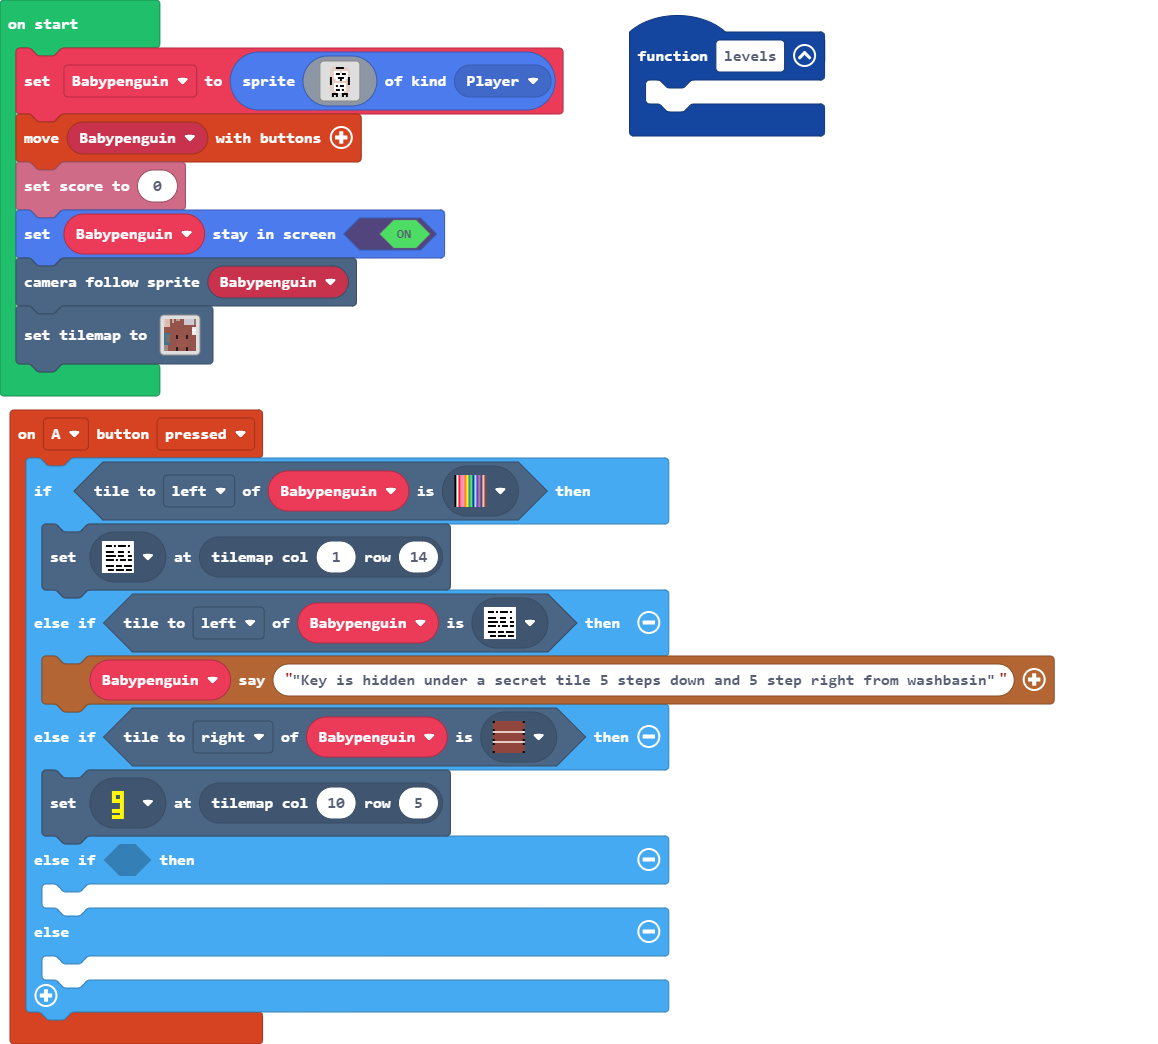 on start
set Babypenguin to sprite of kind Player
move Babypenguin with buttons
set score to 0
set Babypenguin stay in screen ON
camera follow sprite Babypenguin
set tilemap to
function levels
on A button pressed
if tile to left of Babypenguin is then
set at tilemap col 1 row 14
else if tile to left of Babypenguin is then
Babypenguin say ""Key is hidden under a secret tile 5 steps down and 5 step right from washbasin" "
else if tile to right of Babypenguin is then
set at tilemap col 10 row 5
else if then
else